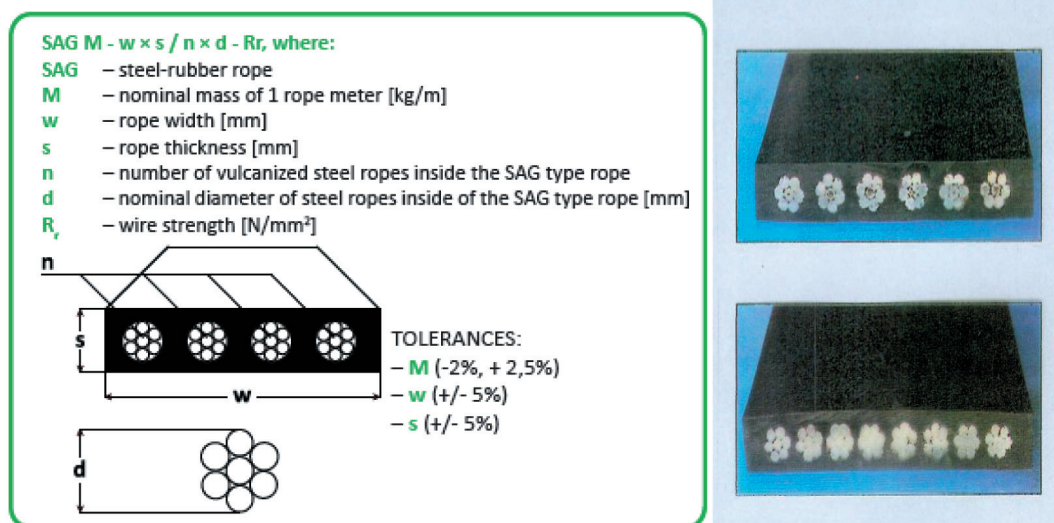 SAG M - w × s / n × d - Rr, where:
SAG – steel-rubber rope
M – nominal mass of 1 rope meter [kg/m]
w – rope width [mm]
s – rope thickness [mm]
n – number of vulcanized steel ropes inside the SAG type rope
d – nominal diameter of steel ropes inside of the SAG type rope [mm]
Rr – wire strength [N/mm²]
n
s
w
d
TOLERANCES:
– M (-2%, + 2,5%)
– w (+/- 5%)
– s (+/- 5%)